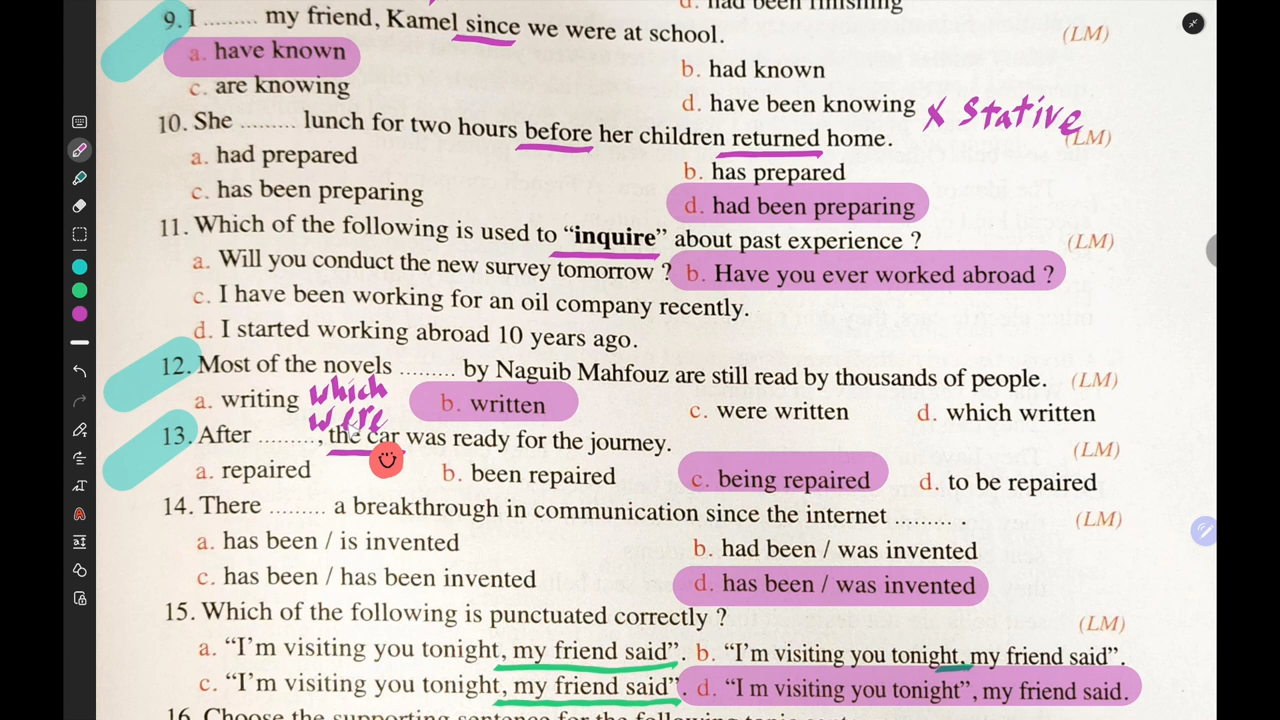 d. had been finishing
9. I ......... my friend, Kamel since we were at school. (LM)
a. have known
b. had known
c. are knowing
d. have been knowing X Stative
10. She ......... lunch for two hours before her children returned home. (LM)
a. had prepared
b. has prepared
c. has been preparing
d. had been preparing
11. Which of the following is used to “inquire” about past experience ? (LM)
a. Will you conduct the new survey tomorrow ? b. Have you ever worked abroad ?
c. I have been working for an oil company recently.
d. I started working abroad 10 years ago.
12. Most of the novels ......... by Naguib Mahfouz are still read by thousands of people. (LM)
a. writing which were b. written c. were written d. which written
13. After ........., the car was ready for the journey. (LM)
a. repaired b. been repaired c. being repaired d. to be repaired
14. There ......... a breakthrough in communication since the internet ......... . (LM)
a. has been / is invented
b. had been / was invented
c. has been / has been invented
d. has been / was invented
15. Which of the following is punctuated correctly ? (LM)
a. “I’m visiting you tonight, my friend said”. b. “I’m visiting you tonight, my friend said”.
c. “I’m visiting you tonight, my friend said”. d. “I m visiting you tonight”, my friend said.